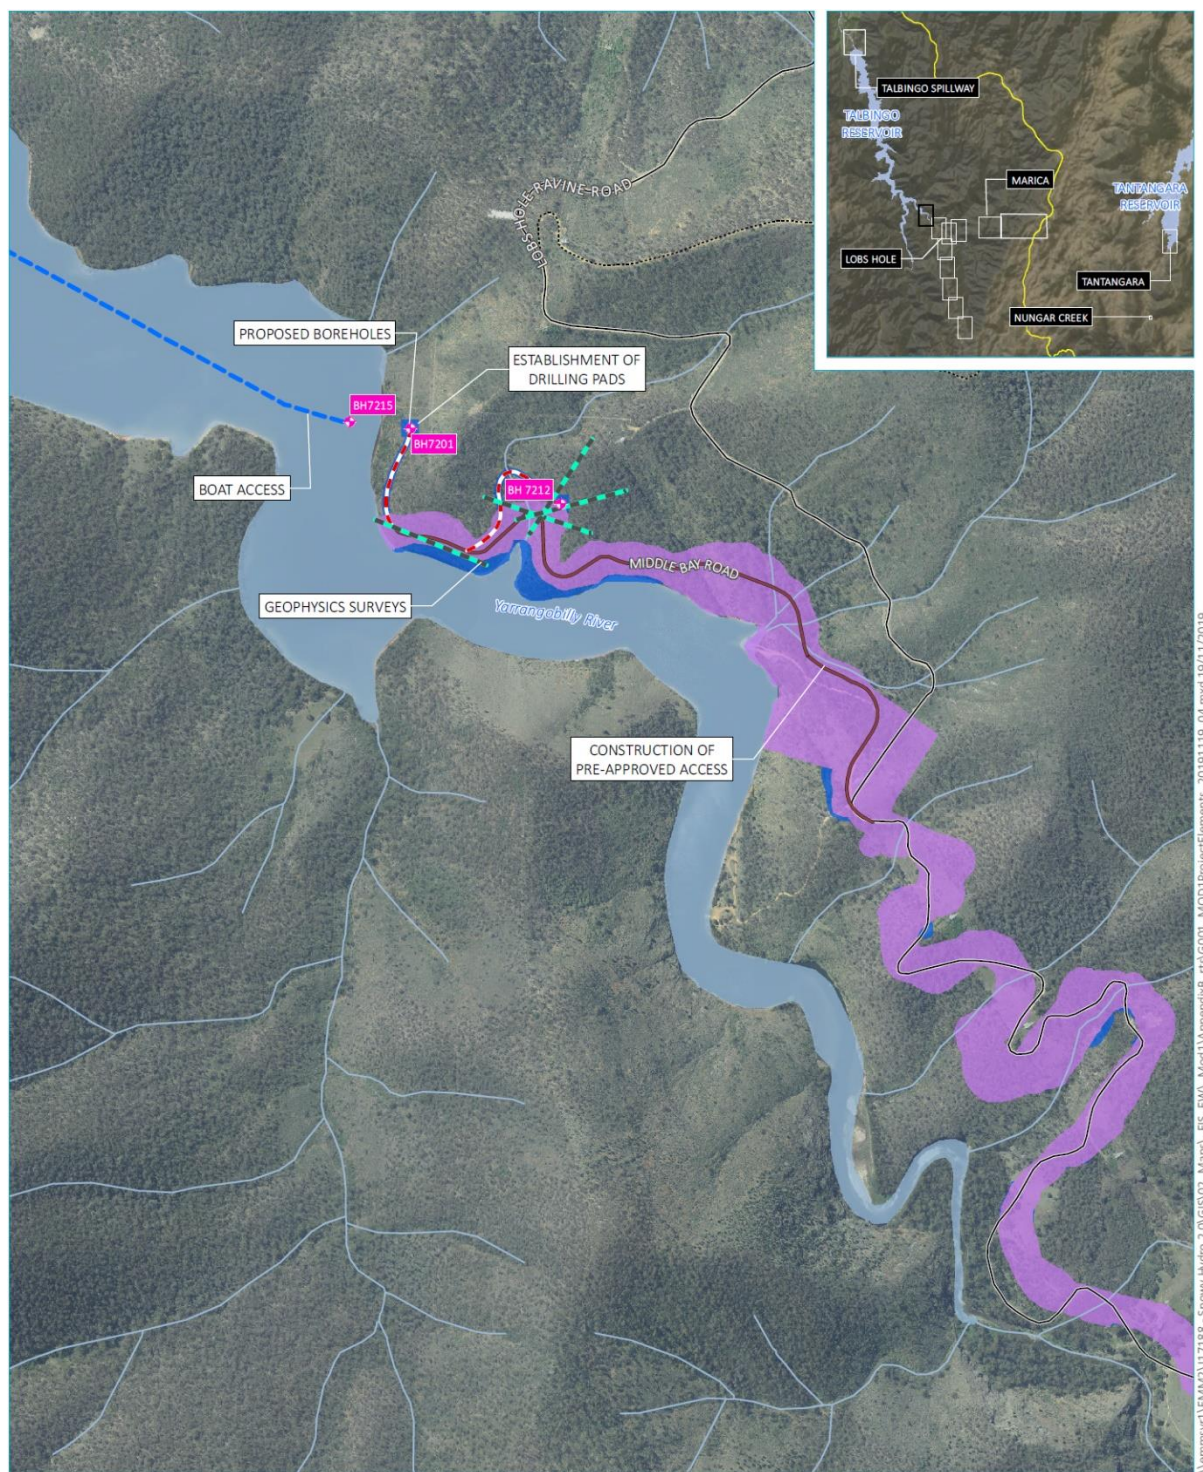 TALBINGO SPILLWAY
TALBINGO
RESERVOIR
MARICA
TANTANGARA
RESERVOIR
LOBS HOLE
TANTANGARA
NUNGAR CREEK
LOBS HOLE RAVINE ROAD
PROPOSED BOREHOLES
ESTABLISHMENT OF
DRILLING PADS
BH7215
BH7201
BOAT ACCESS
BH 7212
MIDDLE BAY ROAD
GEOPHYSICS SURVEYS
Yarrangobilly River
CONSTRUCTION OF
PRE-APPROVED ACCESS